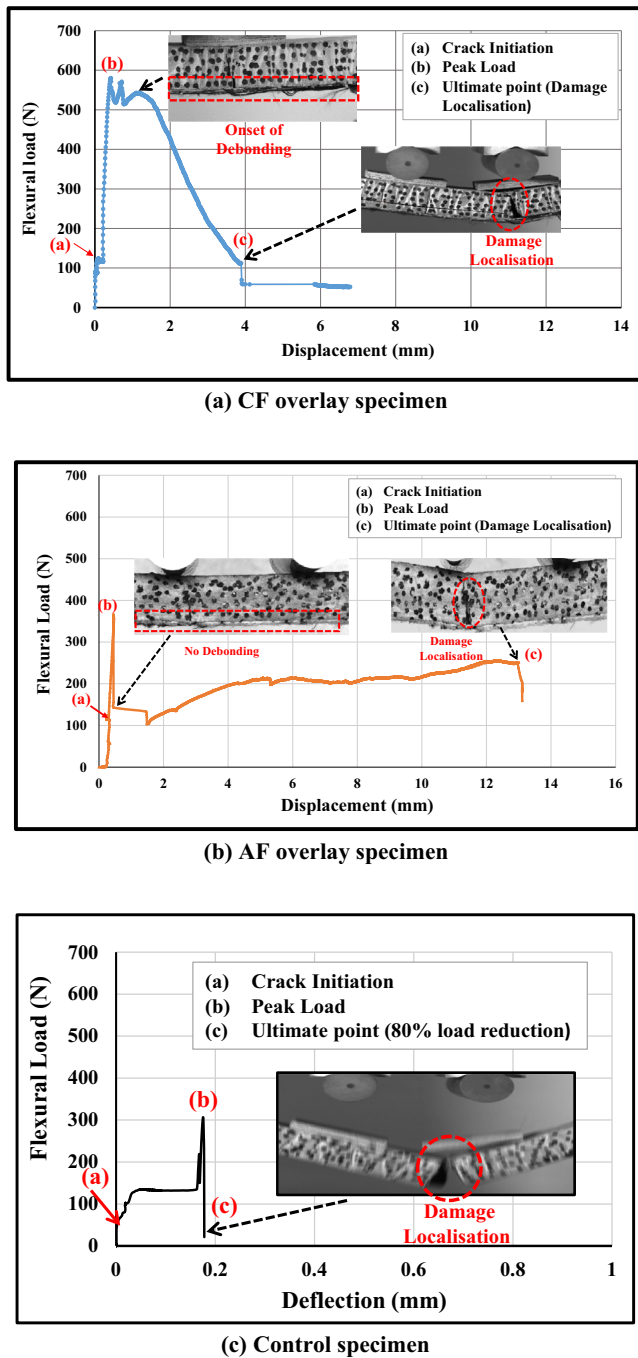 700
600
500
400
300
200
100
0
Flexural load (N)
(b)
(a)
(c)
(a) Crack Initiation
(b) Peak Load
(c) Ultimate point (Damage
Localisation)
Onset of
Debonding
Damage
Localisation
0 2 4 6 8 10 12 14
Displacement (mm)
(a) CF overlay specimen
700
600
500
400
300
200
100
0
Flexural Load (N)
(b)
(a)
(c)
(a) Crack Initiation
(b) Peak Load
(c) Ultimate point (Damage Localisation)
No Debonding
Damage
Localisation
0 2 4 6 8 10 12 14 16
Displacement (mm)
(b) AF overlay specimen
700
600
500
400
300
200
100
0
Flexural Load (N)
(a) Crack Initiation
(b) Peak Load
(c) Ultimate point (80% load reduction)
(b)
(a)
(c)
Damage
Localisation
0 0.2 0.4 0.6 0.8 1
Deflection (mm)
(c) Control specimen